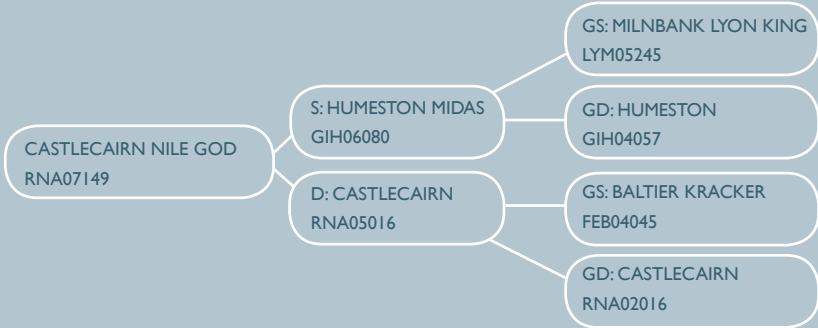 CASTLECAIRN NILE GOD
RNA07149
S: HUMESTON MIDAS
GIH06080
D: CASTLECAIRN
RNA05016
GS: MILNBANK LYON KING
LYM05245
GD: HUMESTON
GIH04057
GS: BALTIER KRACKER
FEB04045
GD: CASTLECAIRN
RNA02016